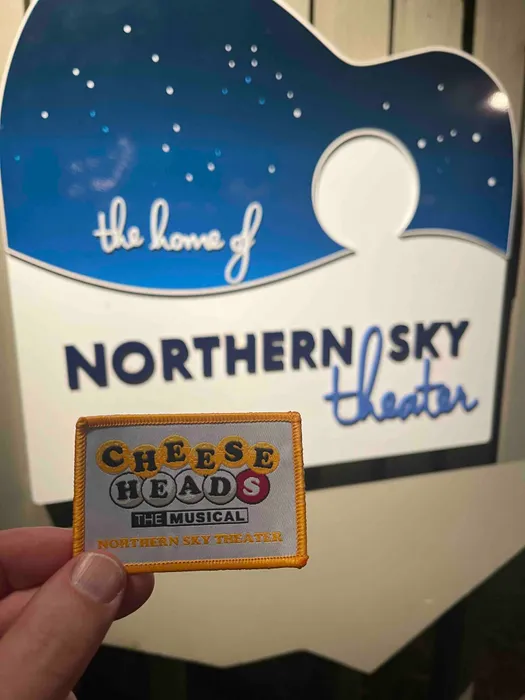 the home of
NORTHERN SKY
theater
CHEESE
HEADS
THE MUSICAL
NORTHERN SKY THEATER